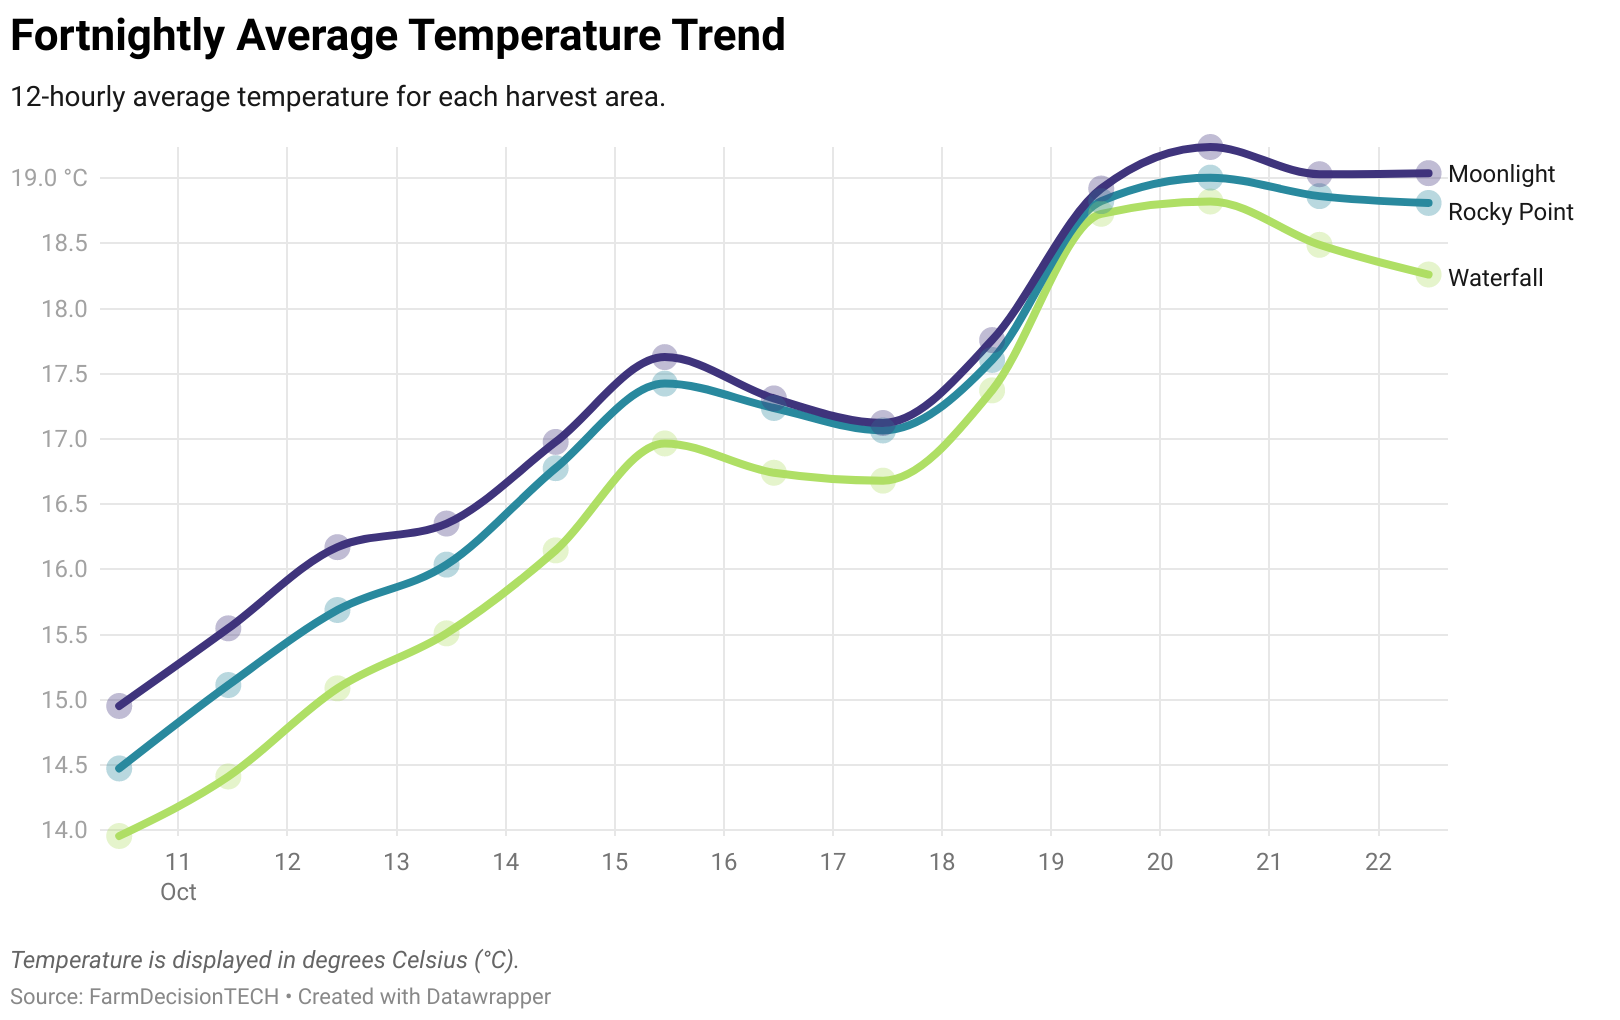 Fortnightly Average Temperature Trend
12-hourly average temperature for each harvest area.
19.0 °C
18.5
18.0
17.5
17.0
16.5
16.0
15.5
15.0
14.5
14.0
Moonlight
Rocky Point
Waterfall
11 12 13 14 15 16 17 18 19 20 21 22
Oct
Temperature is displayed in degrees Celsius (°C).
Source: FarmDecisionTECH • Created with Datawrapper